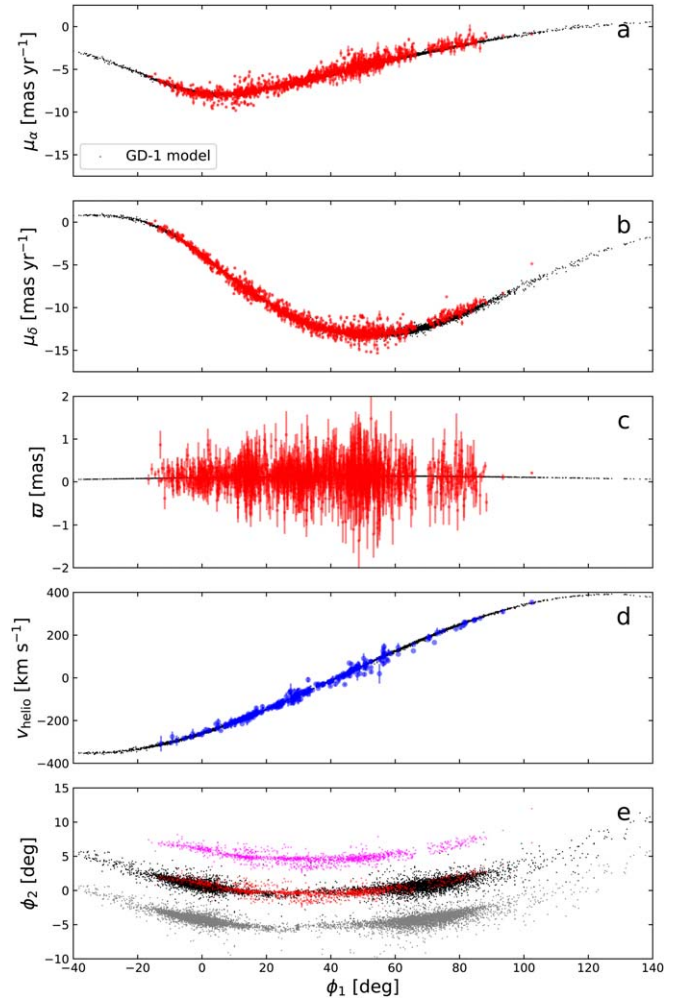 0
−5
−10
−15
μα [mas yr−1]
a
GD-1 model
0
−5
−10
−15
μδ [mas yr−1]
b
2
1
0
−1
−2
ϖ [mas]
c
400
200
0
−200
−400
vhelio [km s−1]
d
15
10
5
0
−5
−10
ϕ2 [deg]
e
−40 −20 0 20 40 60 80 100 120 140
ϕ1 [deg]